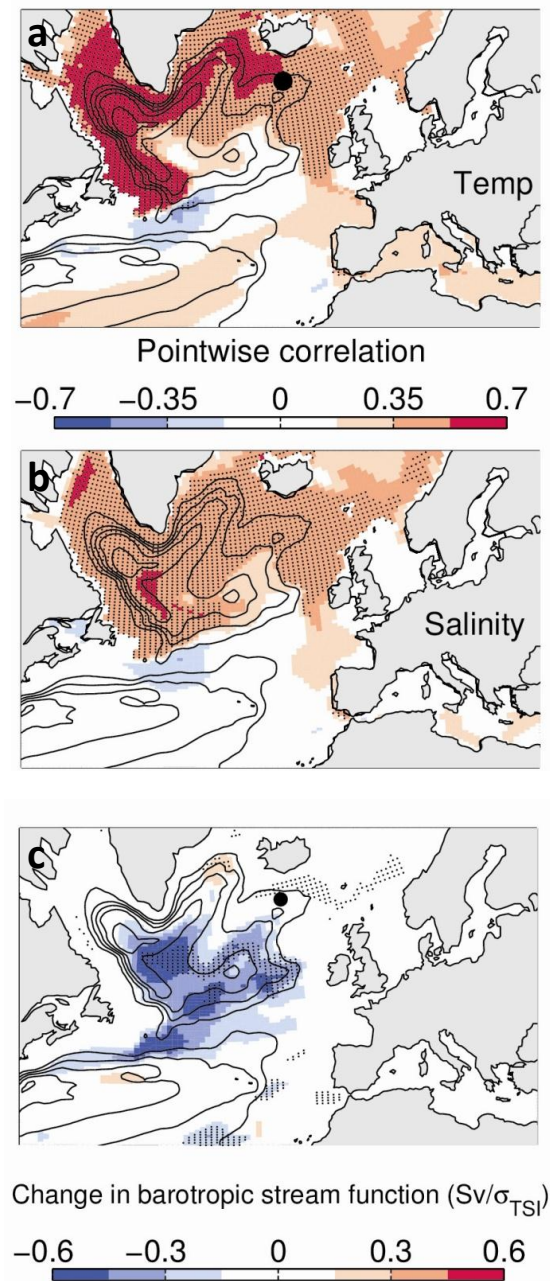 a
Temp
Pointwise correlation
−0.7 −0.35 0 0.35 0.7
b
Salinity
c
Change in barotropic stream function (Sv/σTSI)
−0.6 −0.3 0 0.3 0.6